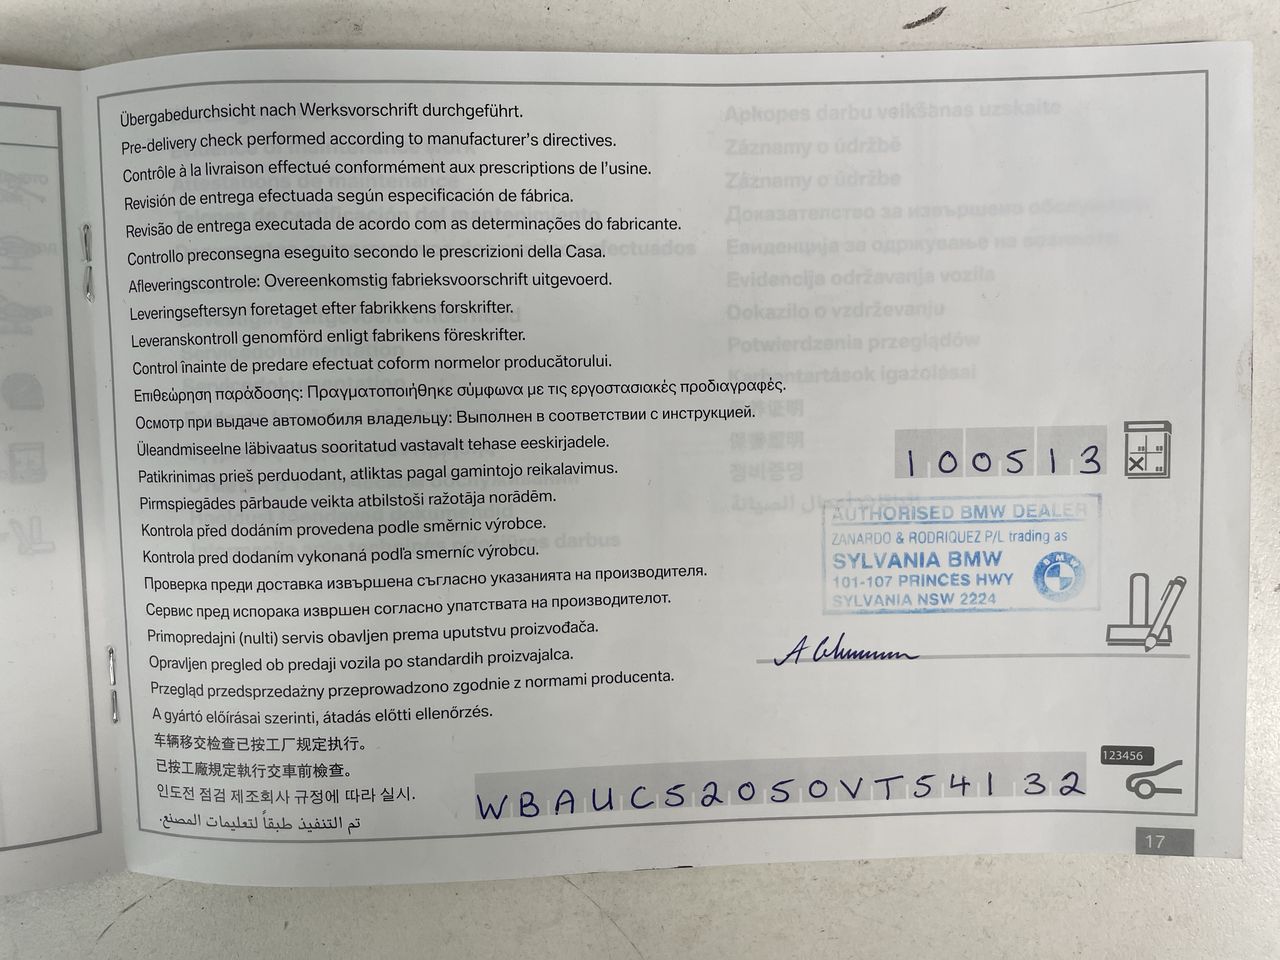 Übergabedurchsicht nach Werksvorschrift durchgeführt.
Pre-delivery check performed according to manufacturer's directives.
Contrôle à la livraison effectué conformément aux prescriptions de l'usine.
Revisión de entrega efectuada según especificación de fábrica.
Revisão de entrega executada de acordo com as determinações do fabricante.
Controllo preconsegna eseguito secondo le prescrizioni della Casa.
Afleveringscontrole: Overeenkomstig fabrieksvoorschrift uitgevoerd.
Leveringseftersyn foretaget efter fabrikkens forskrifter.
Leveranskontroll genomförd enligt fabrikens föreskrifter.
Control înainte de predare efectuat coform normelor producătorului.
Επιθεώρηση παράδοσης: Πραγματοποιήθηκε σύμφωνα με τις εργοστασιακές προδιαγραφές.
Осмотр при выдаче автомобиля владельцу: Выполнен в соответствии с инструкцией.
Üleandmiseelne läbivaatus sooritatud vastavalt tehase eeskirjadele.
Patikrinimas prieš perduodant, atliktas pagal gamintojo reikalavimus.
Pirmspiegādes pārbaude veikta atbilstoši ražotāja norādēm.
Kontrola před dodáním provedena podle směrnic výrobce.
Kontrola pred dodaním vykonaná podľa smerníc výrobcu.
Проверка преди доставка извършена съгласно указанията на производителя.
Сервис пред испорака извршен согласно упатствата на производителот.
Primopredajni (nulti) servis obavljen prema uputstvu proizvođača.
Opravljen pregled ob predaji vozila po standardih proizvajalca.
Przegląd przedsprzedażny przeprowadzono zgodnie z normami producenta.
A gyártó előírásai szerinti, átadás előtti ellenőrzés.
车辆移交检查已按工厂规定执行。
已按工廠規定執行交車前檢查。
인도전 점검 제조회사 규정에 따라 실시.
تم التنفيذ طبقاً لتعليمات المصنع.
100513
AUTHORISED BMW DEALER
ZANARDO & RODRIQUEZ P/L trading as
SYLVANIA BMW
101-107 PRINCES HWY
SYLVANIA NSW 2224
BMW
123456
WBAUC52050VT54132
17